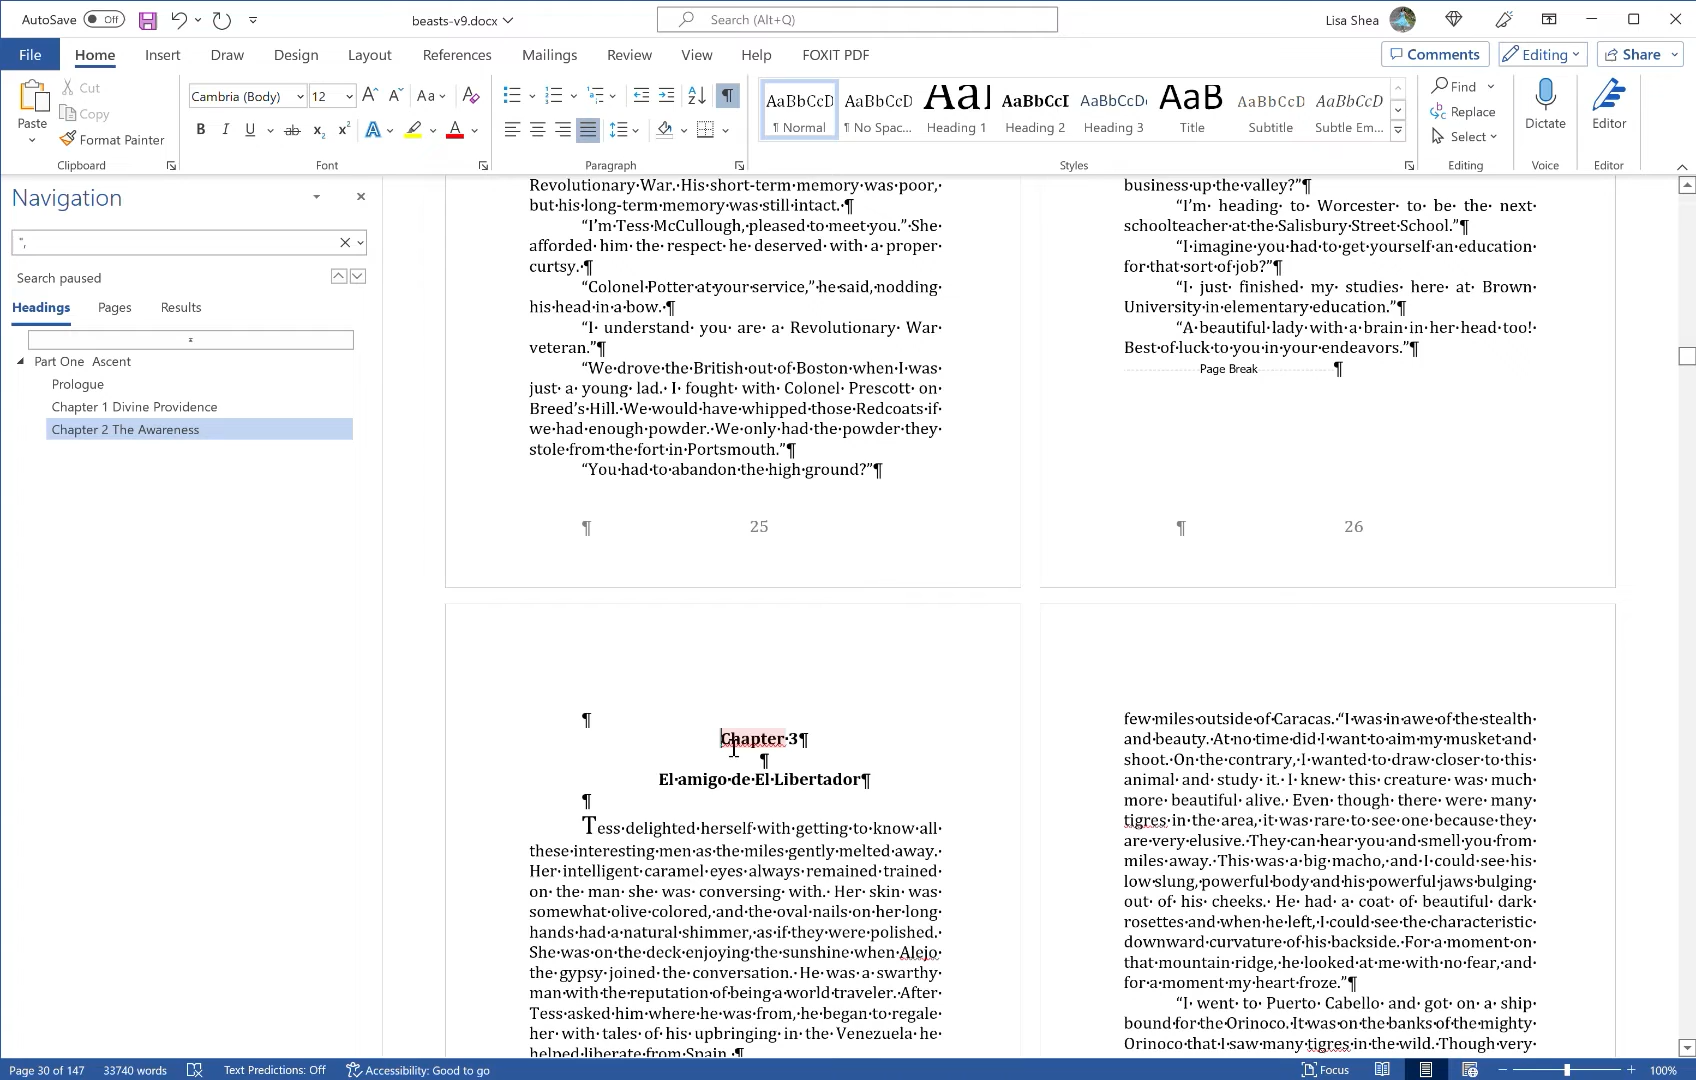 AutoSave Off beasts-v9.docx Search (Alt+Q) Lisa Shea
File Home Insert Draw Design Layout References Mailings Review View Help FOXIT PDF Comments Editing Share
Paste Cut Copy Format Painter
Clipboard
Cambria (Body) 12
Font
Paragraph
AaBbCcD AaBbCcD AaI AaBbCcI AaBbCcD AaB AaBbCcD AaBbCcD
¶ Normal ¶ No Spac... Heading 1 Heading 2 Heading 3 Title Subtitle Subtle Em...
Styles
Find Replace Select
Editing
Dictate
Voice
Editor
Editor
Navigation
",
Search paused
Headings Pages Results
Part One Ascent
Prologue
Chapter 1 Divine Providence
Chapter 2 The Awareness
Revolutionary·War.·His·short-term·memory·was·poor,·
but·his·long-term·memory·was·still·intact.·¶
“I’m·Tess·McCullough,·pleased·to·meet·you.”·She·
afforded·him·the·respect·he·deserved·with·a·proper·
curtsy.·¶
“Colonel·Potter·at·your·service,”·he·said,·nodding·
his·head·in·a·bow.·¶
“I·understand·you·are·a·Revolutionary·War·
veteran.”¶
“We·drove·the·British·out·of·Boston·when·I·was·
just·a·young·lad.·I·fought·with·Colonel·Prescott·on·
Breed’s·Hill.·We·would·have·whipped·those·Redcoats·if·
we·had·enough·powder.·We·only·had·the·powder·they·
stole·from·the·fort·in·Portsmouth.”¶
“You·had·to·abandon·the·high·ground?”¶
¶ 25
business·up·the·valley?”¶
“I’m·heading·to·Worcester·to·be·the·next·
schoolteacher·at·the·Salisbury·Street·School.”¶
“I·imagine·you·had·to·get·yourself·an·education·
for·that·sort·of·job?”¶
“I·just·finished·my·studies·here·at·Brown·
University·in·elementary·education.”¶
“A·beautiful·lady·with·a·brain·in·her·head·too!·
Best·of·luck·to·you·in·your·endeavors.”¶
Page Break ¶
¶ 26
¶
Chapter·3¶
¶
El·amigo·de·El·Libertador¶
¶
Tess·delighted·herself·with·getting·to·know·all·
these·interesting·men·as·the·miles·gently·melted·away.·
Her·intelligent·caramel·eyes·always·remained·trained·
on·the·man·she·was·conversing·with.·Her·skin·was·
somewhat·olive·colored,·and·the·oval·nails·on·her·long·
hands·had·a·natural·shimmer,·as·if·they·were·polished.·
She·was·on·the·deck·enjoying·the·sunshine·when·Alejo·
the·gypsy·joined·the·conversation.·He·was·a·swarthy·
man·with·the·reputation·of·being·a·world·traveler.·After·
Tess·asked·him·where·he·was·from,·he·began·to·regale·
her·with·tales·of·his·upbringing·in·the·Venezuela·he·
helped·liberate·from·Spain.·¶
few·miles·outside·of·Caracas.·“I·was·in·awe·of·the·stealth·
and·beauty.·At·no·time·did·I·want·to·aim·my·musket·and·
shoot.·On·the·contrary,·I·wanted·to·draw·closer·to·this·
animal·and·study·it.·I·knew·this·creature·was·much·
more·beautiful·alive.·Even·though·there·were·many·
tigres·in·the·area,·it·was·rare·to·see·one·because·they·
are·very·elusive.·They·can·hear·you·and·smell·you·from·
miles·away.·This·was·a·big·macho,·and·I·could·see·his·
low·slung,·powerful·body·and·his·powerful·jaws·bulging·
out·of·his·cheeks.·He·had·a·coat·of·beautiful·dark·
rosettes·and·when·he·left,·I·could·see·the·characteristic·
downward·curvature·of·his·backside.·For·a·moment·on·
that·mountain·ridge,·he·looked·at·me·with·no·fear,·and·
for·a·moment·my·heart·froze.”¶
“I·went·to·Puerto·Cabello·and·got·on·a·ship·
bound·for·the·Orinoco.·It·was·on·the·banks·of·the·mighty·
Orinoco·that·I·saw·many·tigres·in·the·wild.·Though·very·
Page 30 of 147 33740 words Text Predictions: Off Accessibility: Good to go Focus 100%